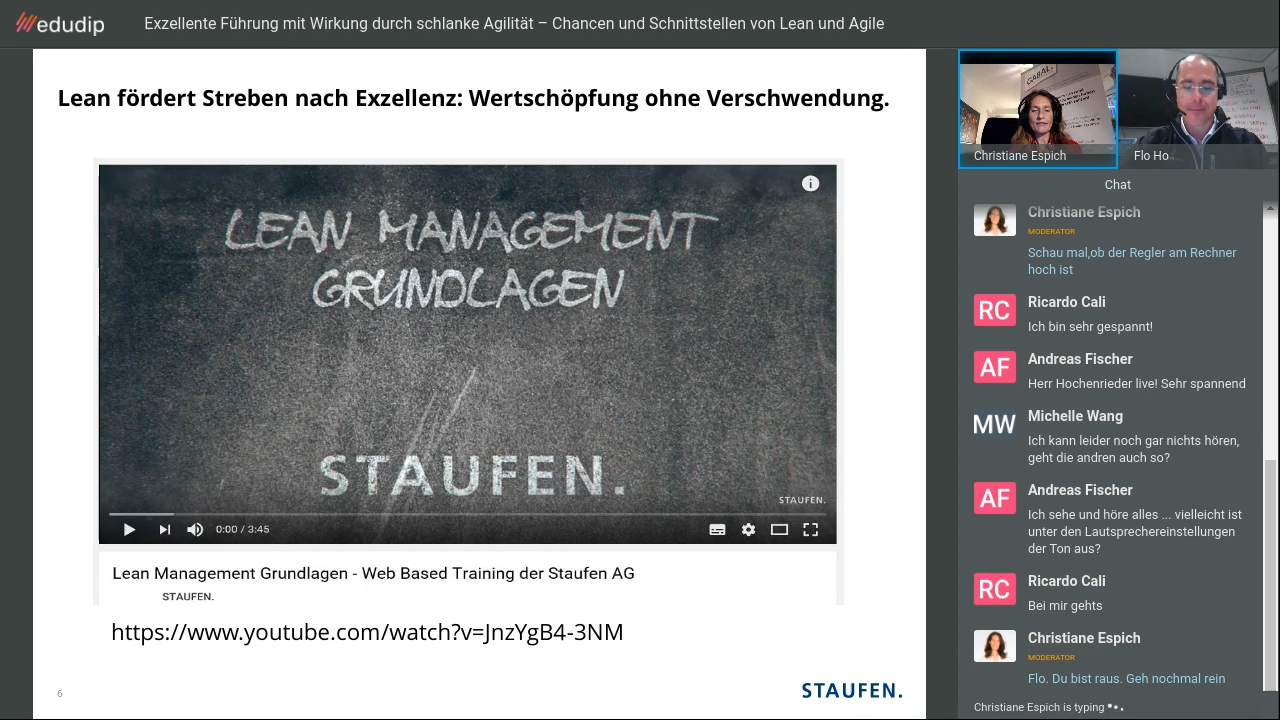 edudip
Exzellente Führung mit Wirkung durch schlanke Agilität – Chancen und Schnittstellen von Lean und Agile
Lean fördert Streben nach Exzellenz: Wertschöpfung ohne Verschwendung.
LEAN MANAGEMENT
GRUNDLAGEN
STAUFEN.
STAUFEN.
0:00 / 3:45
Lean Management Grundlagen - Web Based Training der Staufen AG
STAUFEN.
https://www.youtube.com/watch?v=JnzYgB4-3NM
6
STAUFEN.
GABAL.
Christiane Espich
Flo Ho
Chat
Christiane Espich
MODERATOR
Schau mal,ob der Regler am Rechner
hoch ist
RC
Ricardo Cali
Ich bin sehr gespannt!
AF
Andreas Fischer
Herr Hochenrieder live! Sehr spannend
MW
Michelle Wang
Ich kann leider noch gar nichts hören,
geht die andren auch so?
AF
Andreas Fischer
Ich sehe und höre alles ... vielleicht ist
unter den Lautsprechereinstellungen
der Ton aus?
RC
Ricardo Cali
Bei mir gehts
Christiane Espich
MODERATOR
Flo. Du bist raus. Geh nochmal rein
Christiane Espich is typing